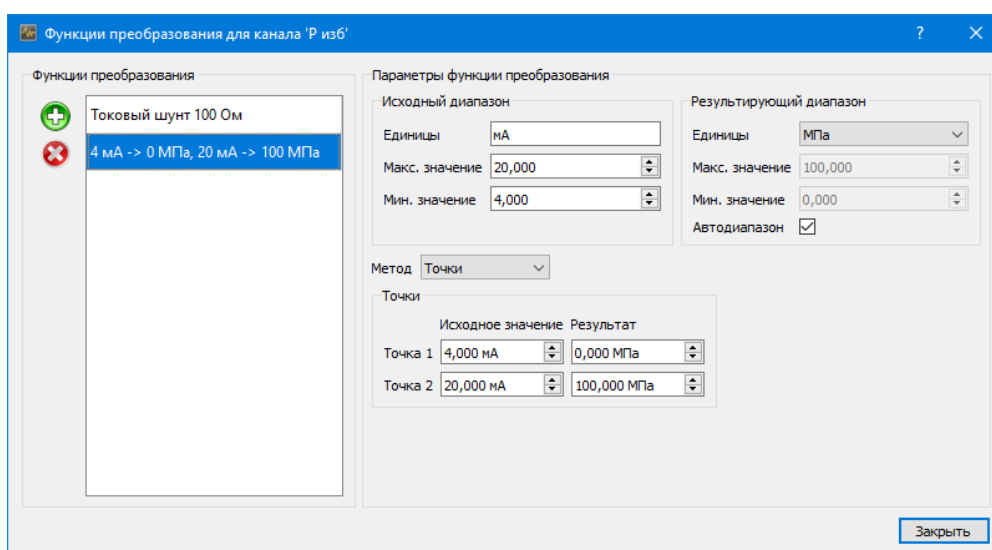 Функции преобразования для канала 'Р изб'
Функции преобразования
Токовый шунт 100 Ом
4 мА -> 0 МПа, 20 мА -> 100 МПа
Параметры функции преобразования
Исходный диапазон
Единицы мА
Макс. значение 20,000
Мин. значение 4,000
Результирующий диапазон
Единицы МПа
Макс. значение 100,000
Мин. значение 0,000
Автодиапазон
Метод Точки
Точки
Исходное значение Результат
Точка 1 4,000 мА 0,000 МПа
Точка 2 20,000 мА 100,000 МПа
Закрыть